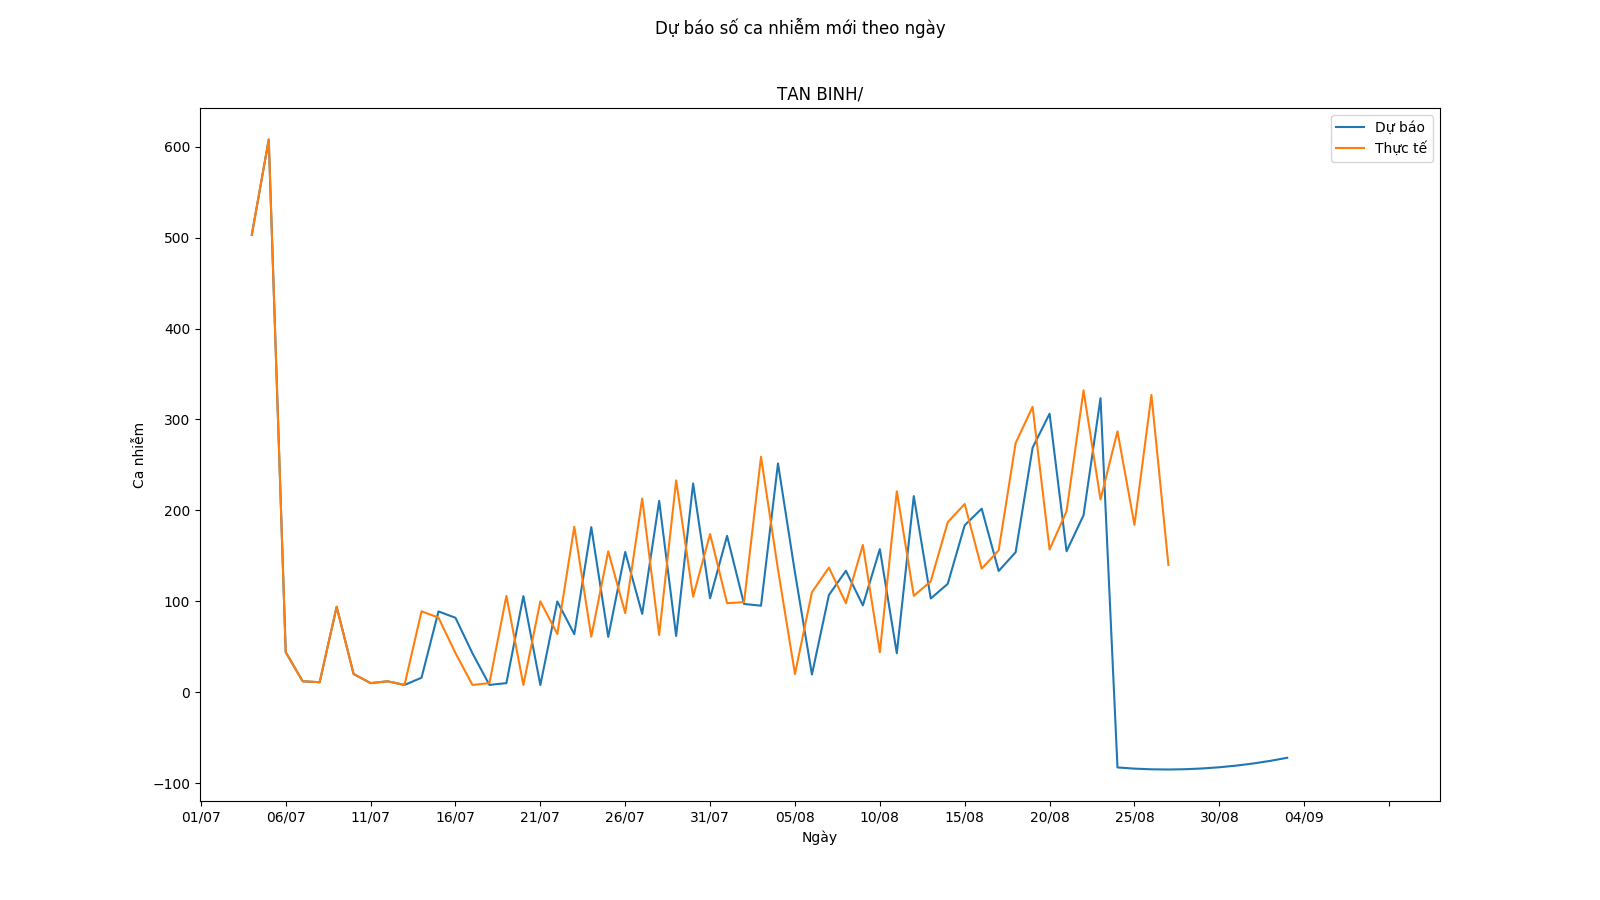 Dự báo số ca nhiễm mới theo ngày
TAN BINH/
Dự báo
Thực tế
600
500
400
300
200
100
0
−100
Ca nhiễm
01/07 06/07 11/07 16/07 21/07 26/07 31/07 05/08 10/08 15/08 20/08 25/08 30/08 04/09
Ngày